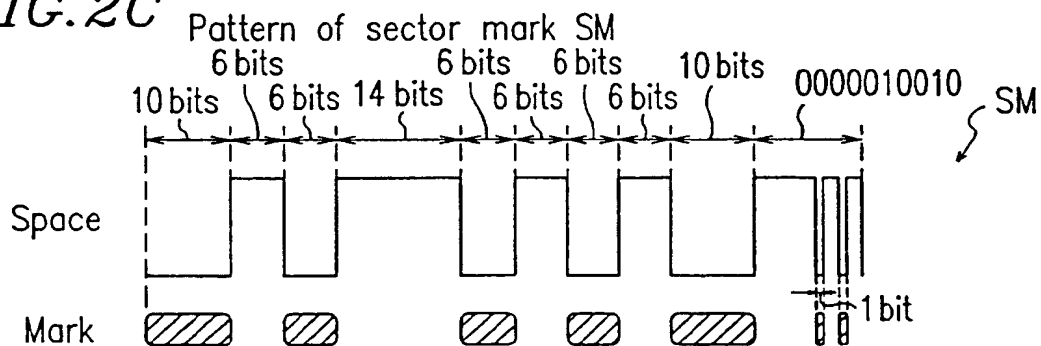 FIG. 2C
Pattern of sector mark SM
6 bits 6 bits 6 bits 10 bits 0000010010
10 bits 6 bits 14 bits 6 bits 6 bits SM
Space
1 bit
Mark